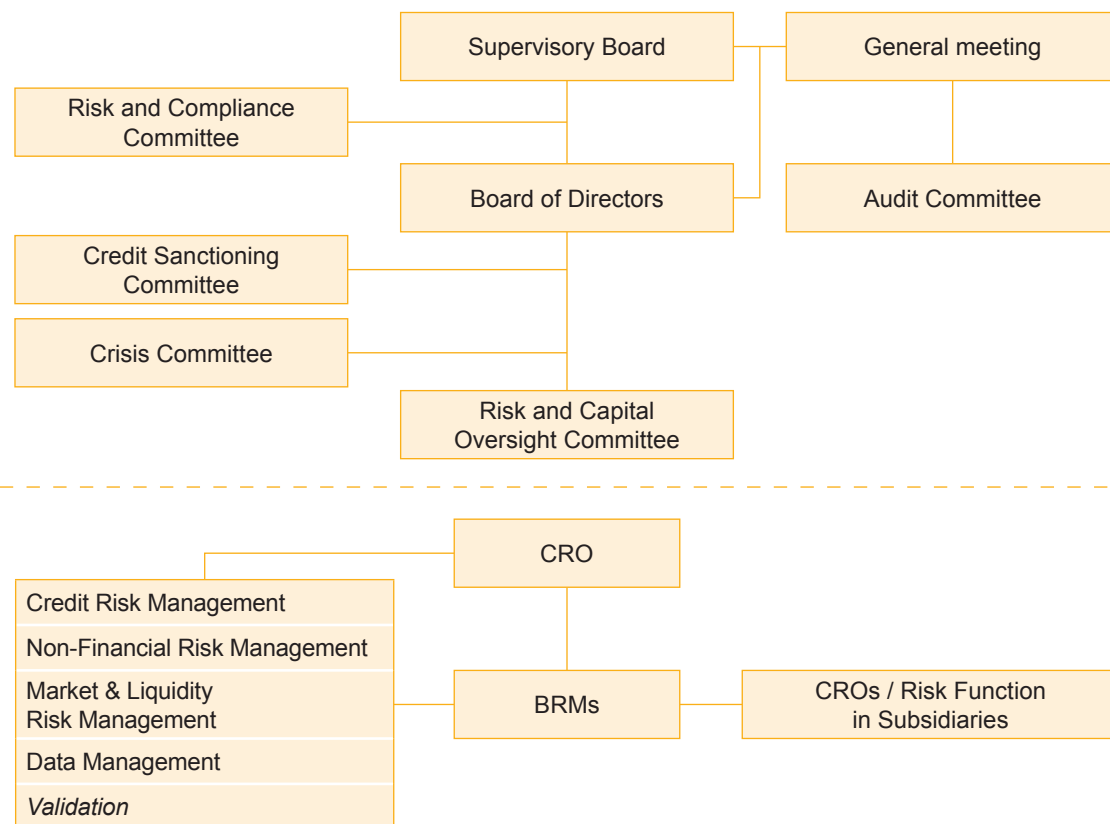 Supervisory Board
General meeting
Risk and Compliance
Committee
Board of Directors
Audit Committee
Credit Sanctioning
Committee
Crisis Committee
Risk and Capital
Oversight Committee
CRO
Credit Risk Management
Non-Financial Risk Management
Market & Liquidity
Risk Management
BRMs
CROs / Risk Function
in Subsidiaries
Data Management
Validation